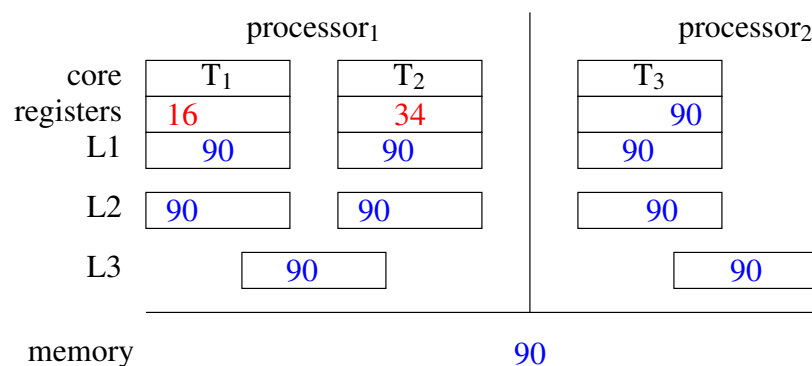 processor1 processor2
core T1 T2 T3
registers 16 34 90
L1 90 90 90
L2 90 90 90
L3 90 90
memory 90